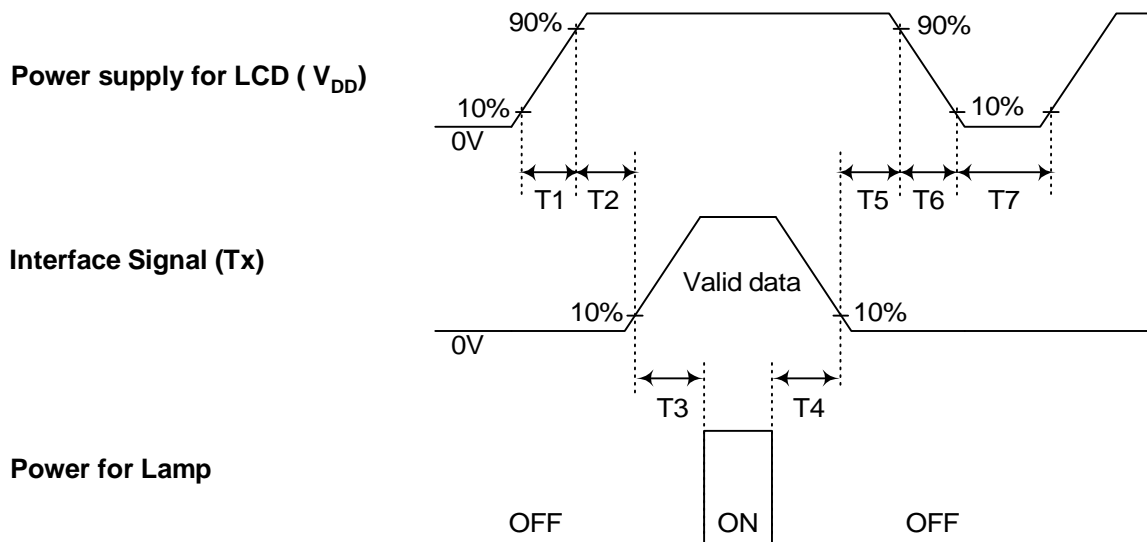 90%
90%
Power supply for LCD ( VDD)
10%
10%
0V
T1
T2
T5
T6
T7
Interface Signal (Tx)
Valid data
10%
10%
0V
T3
T4
Power for Lamp
OFF
ON
OFF